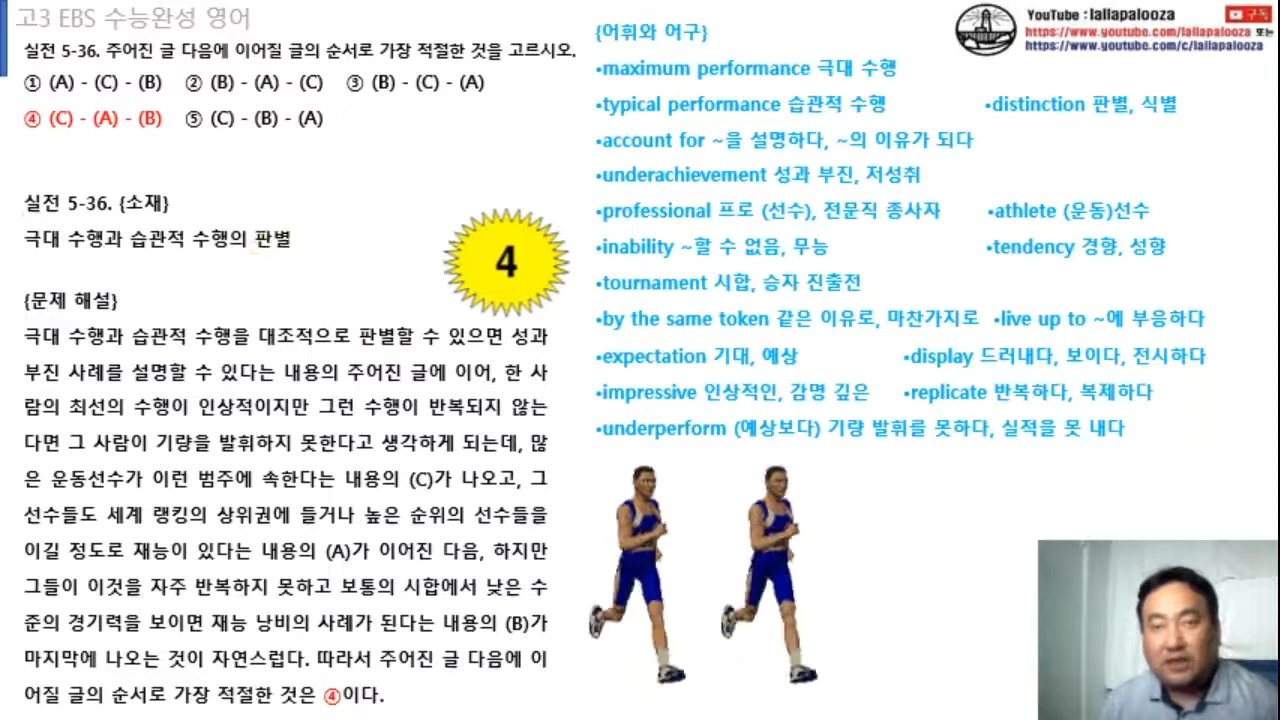 고3 EBS 수능완성 영어
실전 5-36. 주어진 글 다음에 이어질 글의 순서로 가장 적절한 것을 고르시오.
① (A) - (C) - (B) ② (B) - (A) - (C) ③ (B) - (C) - (A)
④ (C) - (A) - (B) ⑤ (C) - (B) - (A)
실전 5-36. {소재}
극대 수행과 습관적 수행의 판별
4
{문제 해설}
극대 수행과 습관적 수행을 대조적으로 판별할 수 있으면 성과
부진 사례를 설명할 수 있다는 내용의 주어진 글에 이어, 한 사
람의 최선의 수행이 인상적이지만 그런 수행이 반복되지 않는
다면 그 사람이 기량을 발휘하지 못한다고 생각하게 되는데, 많
은 운동선수가 이런 범주에 속한다는 내용의 (C)가 나오고, 그
선수들도 세계 랭킹의 상위권에 들거나 높은 순위의 선수들을
이길 정도로 재능이 있다는 내용의 (A)가 이어진 다음, 하지만
그들이 이것을 자주 반복하지 못하고 보통의 시합에서 낮은 수
준의 경기력을 보이면 재능 낭비의 사례가 된다는 내용의 (B)가
마지막에 나오는 것이 자연스럽다. 따라서 주어진 글 다음에 이
어질 글의 순서로 가장 적절한 것은 ④이다.
{어휘와 어구}
•maximum performance 극대 수행
•typical performance 습관적 수행 •distinction 판별, 식별
•account for ~을 설명하다, ~의 이유가 되다
•underachievement 성과 부진, 저성취
•professional 프로 (선수), 전문직 종사자 •athlete (운동)선수
•inability ~할 수 없음, 무능 •tendency 경향, 성향
•tournament 시합, 승자 진출전
•by the same token 같은 이유로, 마찬가지로 •live up to ~에 부응하다
•expectation 기대, 예상 •display 드러내다, 보이다, 전시하다
•impressive 인상적인, 감명 깊은 •replicate 반복하다, 복제하다
•underperform (예상보다) 기량 발휘를 못하다, 실적을 못 내다
YouTube : lallapalooza 구독
https://www.youtube.com/lallapalooza 또는
https://www.youtube.com/c/lallapalooza